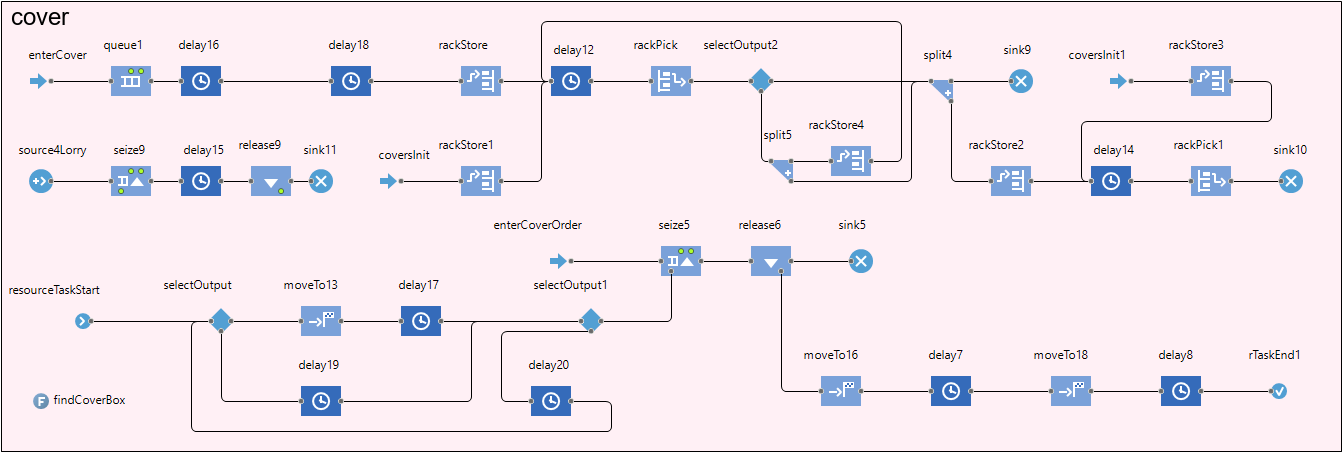 cover
enterCover
queue1
delay16
delay18
rackStore
delay12
rackPick
selectOutput2
split4
sink9
coversInit1
rackStore3
source4Lorry
seize9
delay15
release9
sink11
coversInit
rackStore1
split5
rackStore4
rackStore2
delay14
rackPick1
sink10
enterCoverOrder
seize5
release6
sink5
resourceTaskStart
selectOutput
moveTo13
delay17
selectOutput1
delay19
delay20
moveTo16
delay7
moveTo18
delay8
rTaskEnd1
F findCoverBox